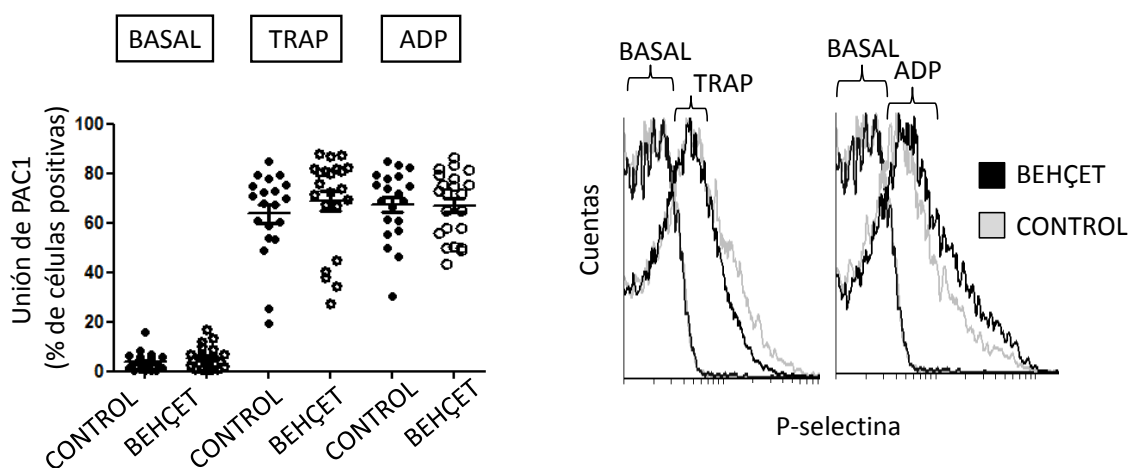 BASAL
TRAP
ADP
Unión de PAC1
(% de células positivas)
100
80
60
40
20
0
CONTROL
BEHÇET
CONTROL
BEHÇET
CONTROL
BEHÇET
BASAL
TRAP
BASAL
ADP
Cuentas
P-selectina
BEHÇET
CONTROL